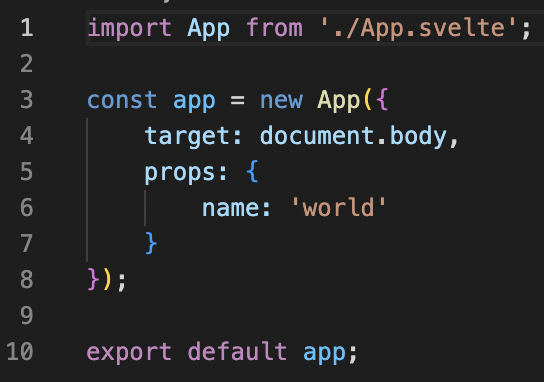 1 import App from './App.svelte';
2
3 const app = new App({
4 target: document.body,
5 props: {
6 name: 'world'
7 }
8 });
9
10 export default app;